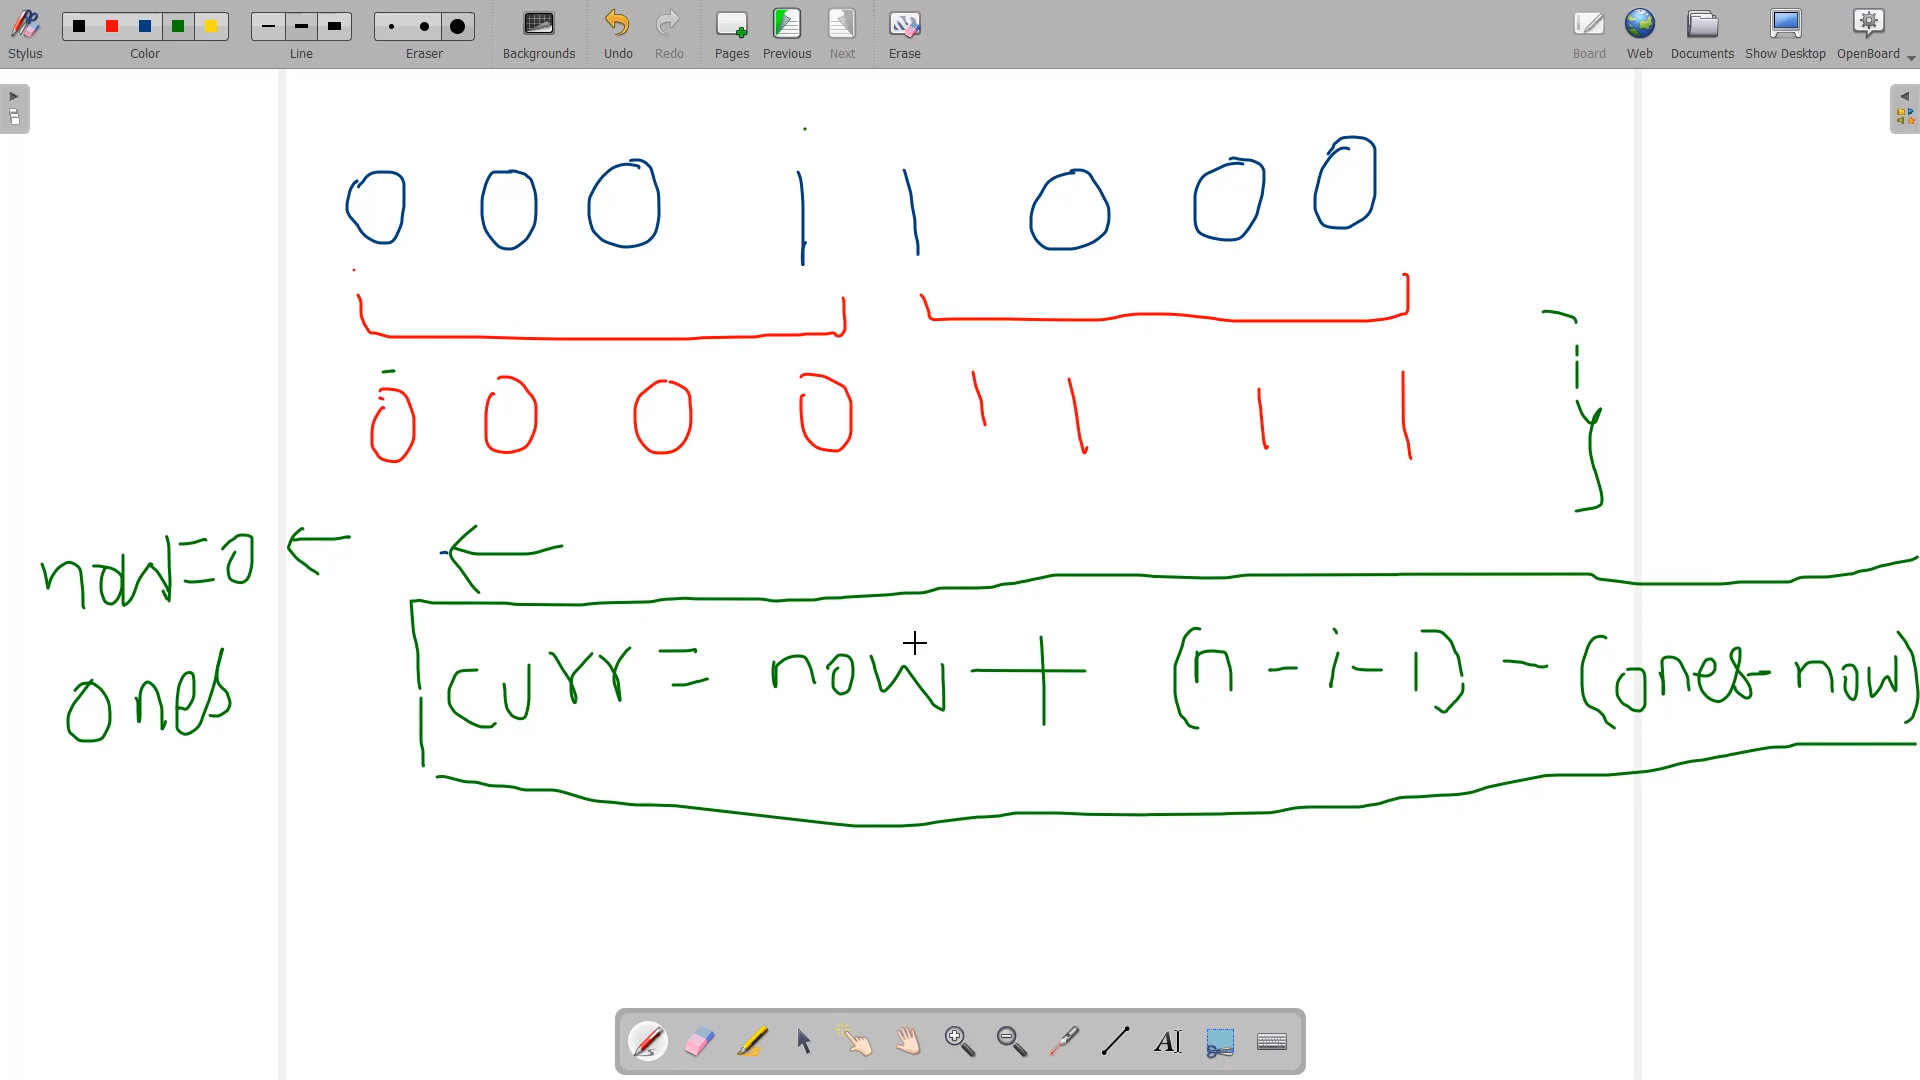 Stylus Color Line Eraser Backgrounds Undo Redo Pages Previous Next Erase Board Web Documents Show Desktop OpenBoard
0 0 0 1 1 0 0 0
0 0 0 0 1 1 1 1
now=0
ones
curr = now + (n-i-1) - (ones-now)